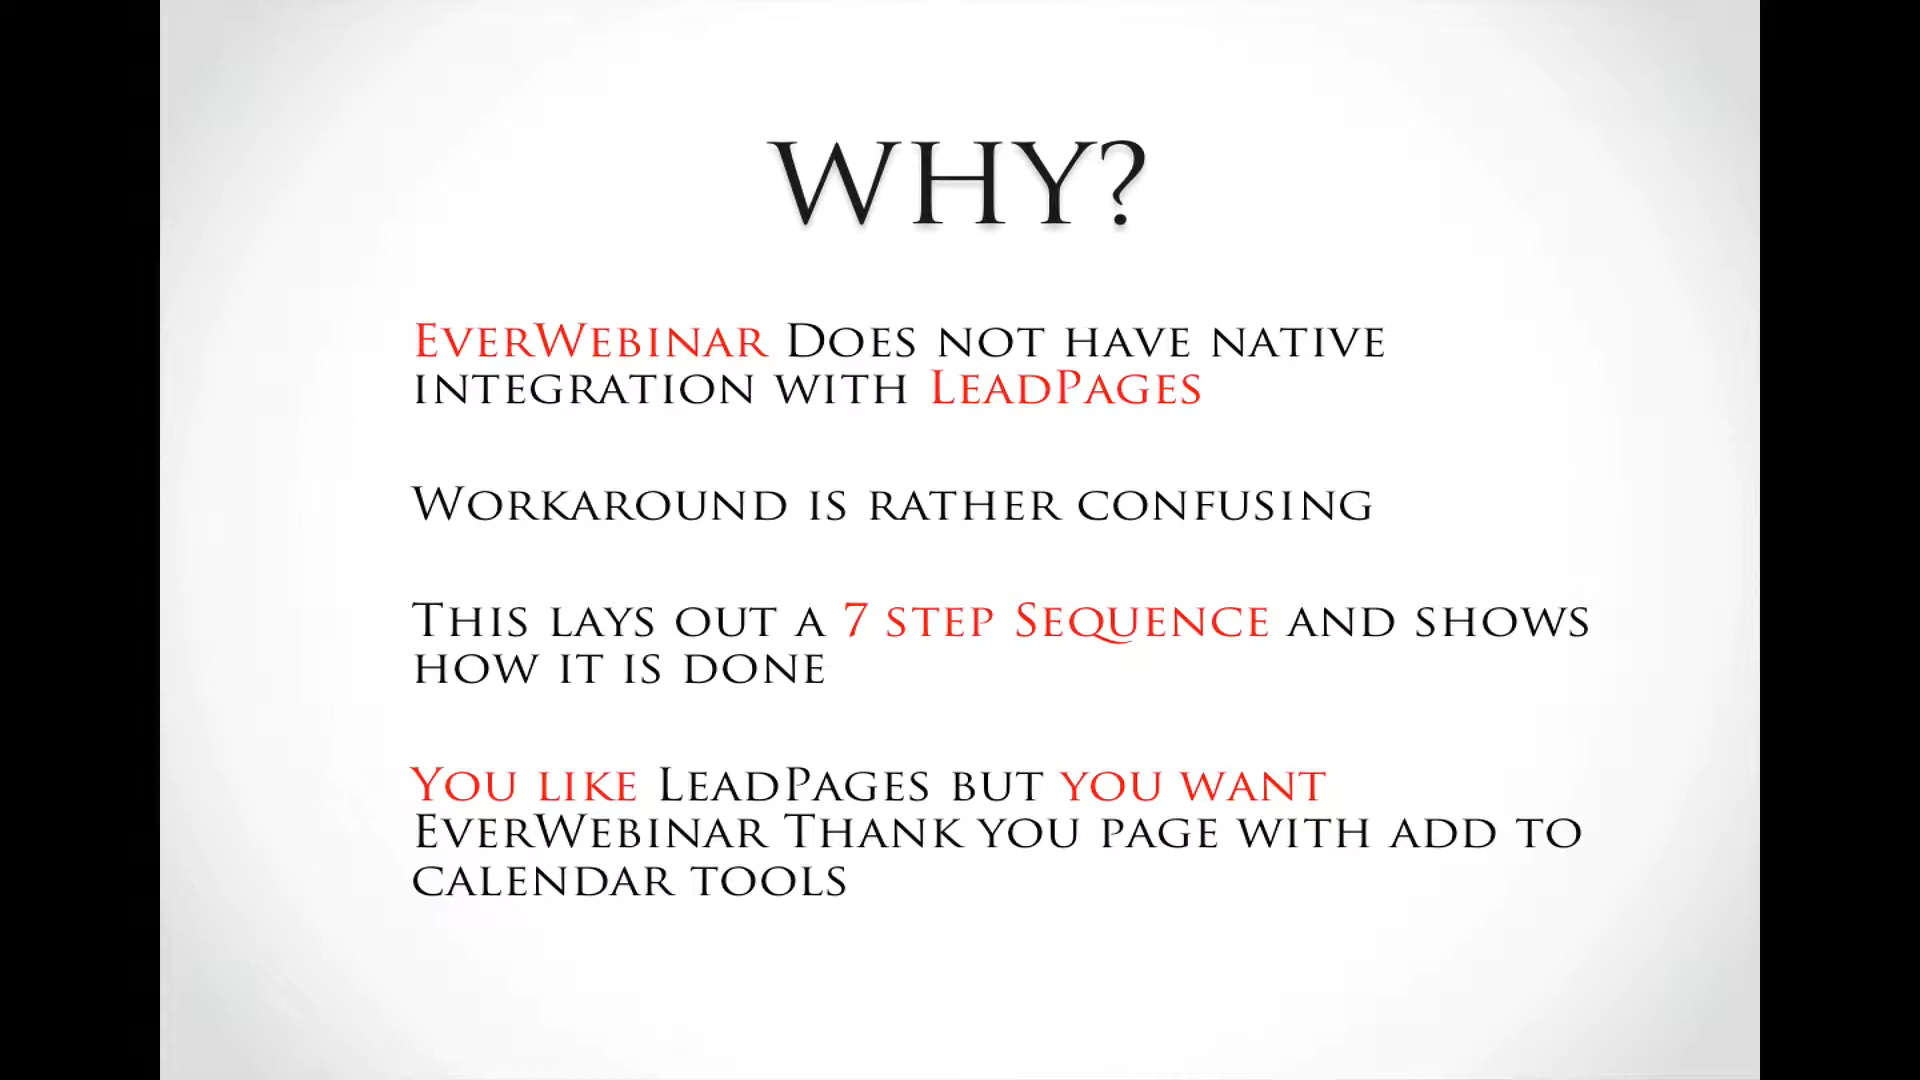 WHY?
EverWebinar Does not have native
integration with LeadPages
Workaround is rather confusing
This lays out a 7 step Sequence and shows
how it is done
You like LeadPages but you want
EverWebinar Thank you page with add to
calendar tools